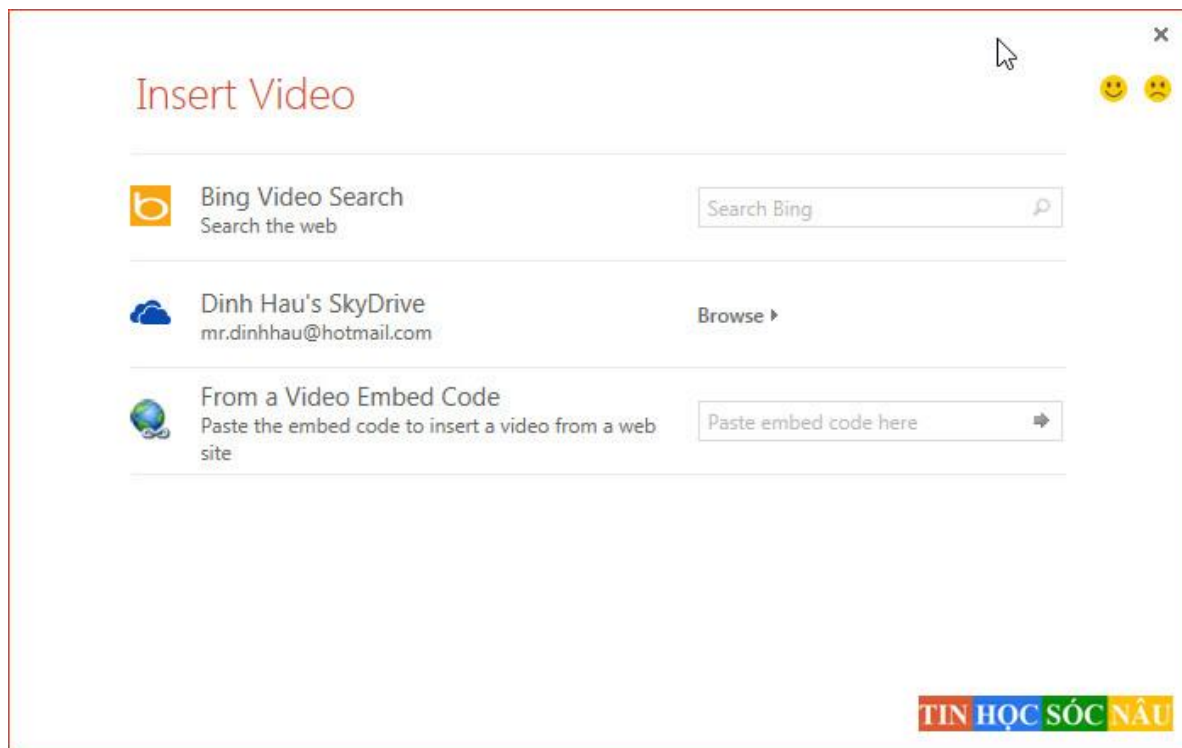 Insert Video
Bing Video Search
Search the web
Search Bing
Dinh Hau's SkyDrive
mr.dinhhau@hotmail.com
Browse
From a Video Embed Code
Paste the embed code to insert a video from a web
site
Paste embed code here
TIN HỌC SÓC NÂU